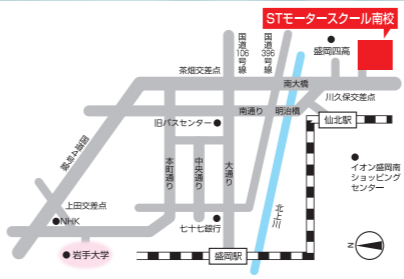 STモータースクール南校
国道106号線
国道396号線
盛岡四高
茶畑交差点
南大橋
川久保交差点
南通り
明治橋
仙北駅
旧バスセンター
国道4号線
本町通り
中央通り
大通り
イオン盛岡南
ショッピング
センター
上田交差点
北上川
NHK
七十七銀行
岩手大学
盛岡駅
N